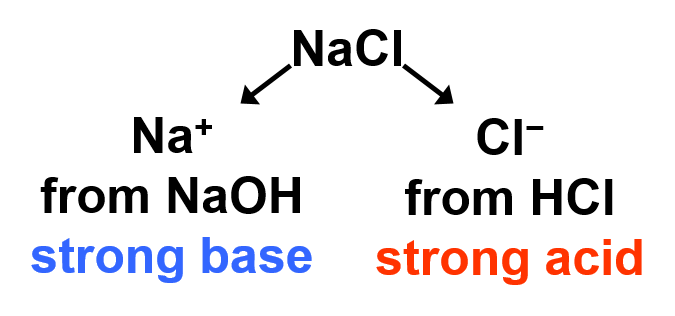 NaCl
Na⁺
from NaOH
strong base
Cl⁻
from HCl
strong acid